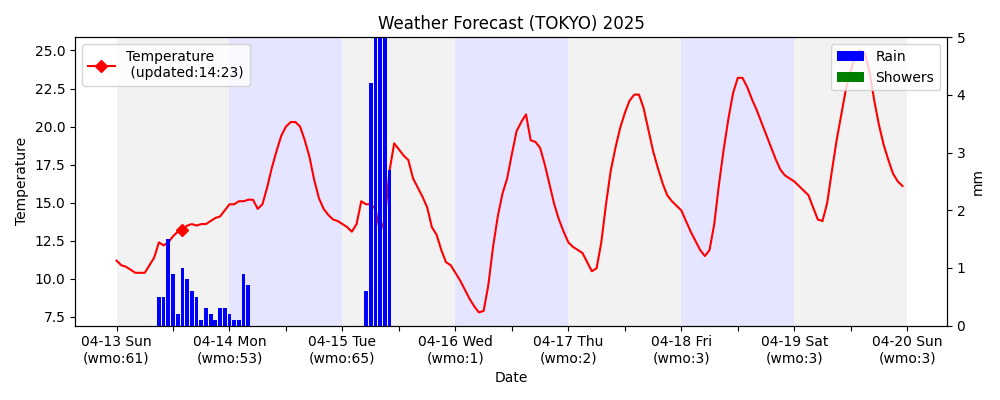 Weather Forecast (TOKYO) 2025
Temperature
(updated:14:23)
Rain
Showers
Temperature
25.0
22.5
20.0
17.5
15.0
12.5
10.0
7.5
5
4
3
2
1
0
mm
04-13 Sun
(wmo:61)
04-14 Mon
(wmo:53)
04-15 Tue
(wmo:65)
04-16 Wed
(wmo:1)
04-17 Thu
(wmo:2)
04-18 Fri
(wmo:3)
04-19 Sat
(wmo:3)
04-20 Sun
(wmo:3)
Date